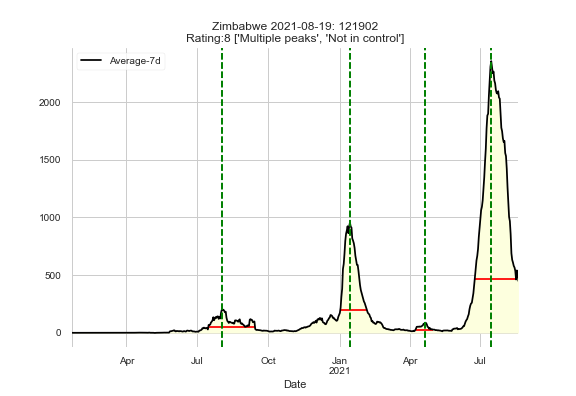 Zimbabwe 2021-08-19: 121902
Rating:8 ['Multiple peaks', 'Not in control']
Average-7d
2000
1500
1000
500
0
Apr
Jul
Oct
Jan
2021
Apr
Jul
Date